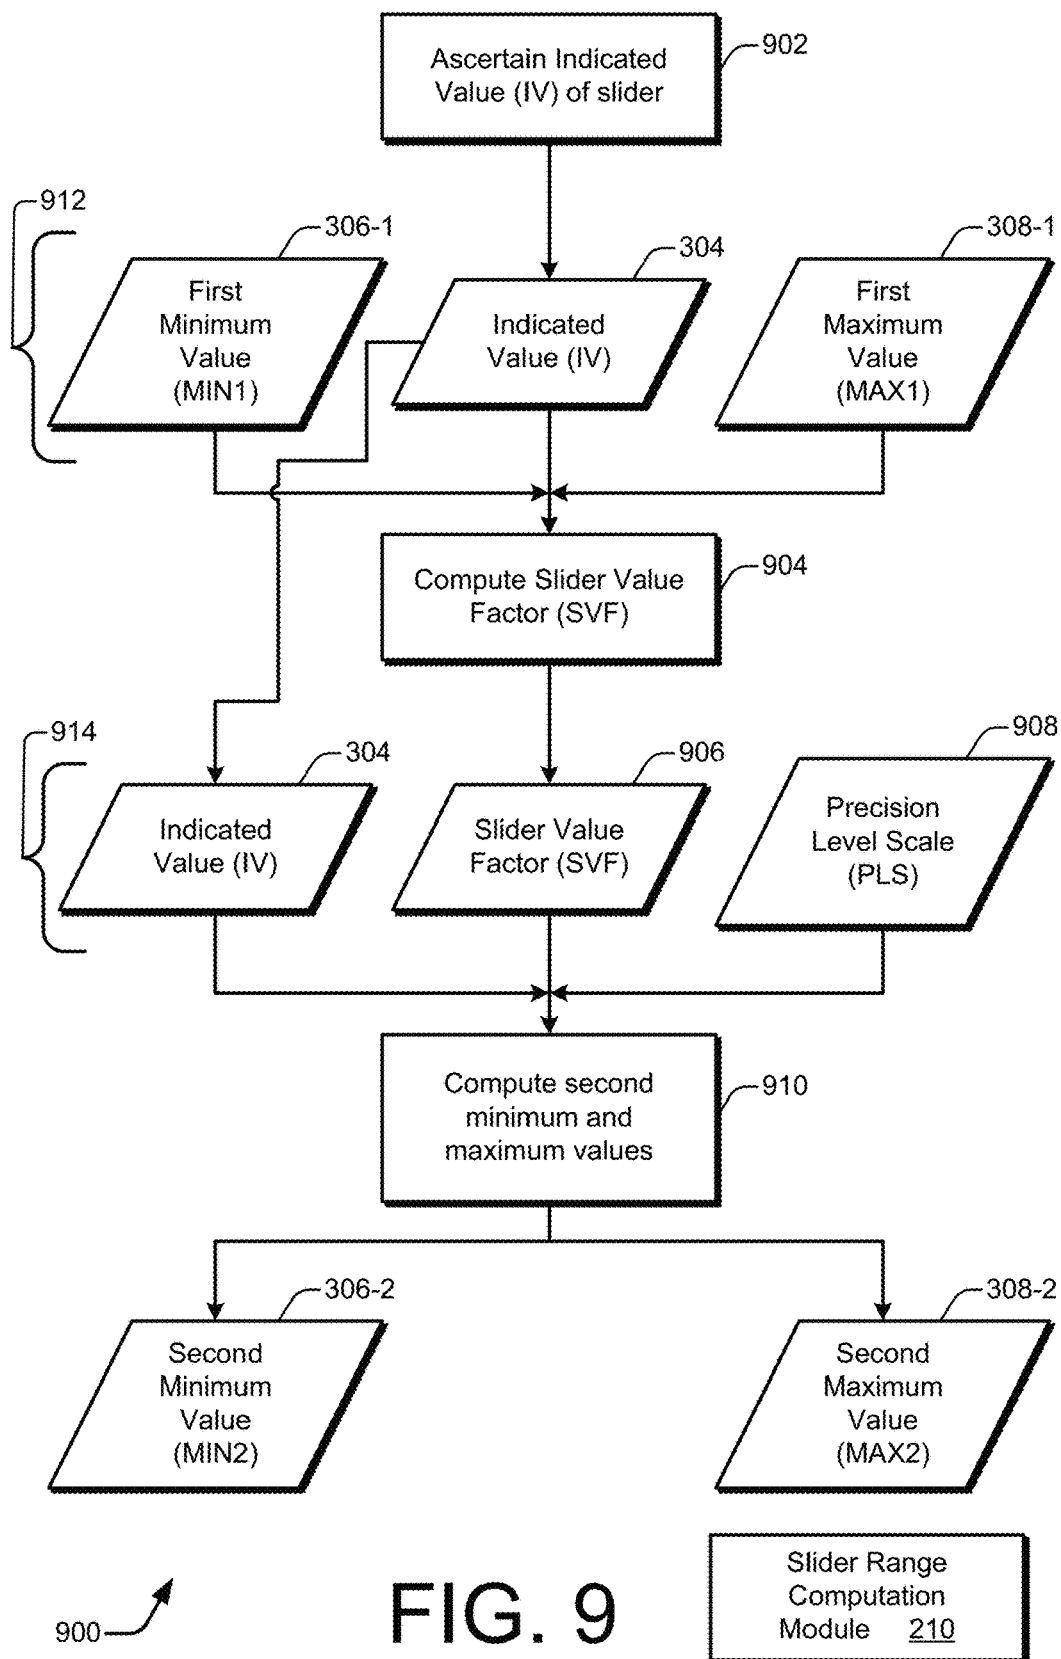 Ascertain Indicated
Value (IV) of slider
902
912
306-1
304
308-1
First
Minimum
Value
(MIN1)
Indicated
Value (IV)
First
Maximum
Value
(MAX1)
Compute Slider Value
Factor (SVF)
904
914
304
906
908
Indicated
Value (IV)
Slider Value
Factor (SVF)
Precision
Level Scale
(PLS)
Compute second
minimum and
maximum values
910
306-2
308-2
Second
Minimum
Value
(MIN2)
Second
Maximum
Value
(MAX2)
900
FIG. 9
Slider Range
Computation
Module 210